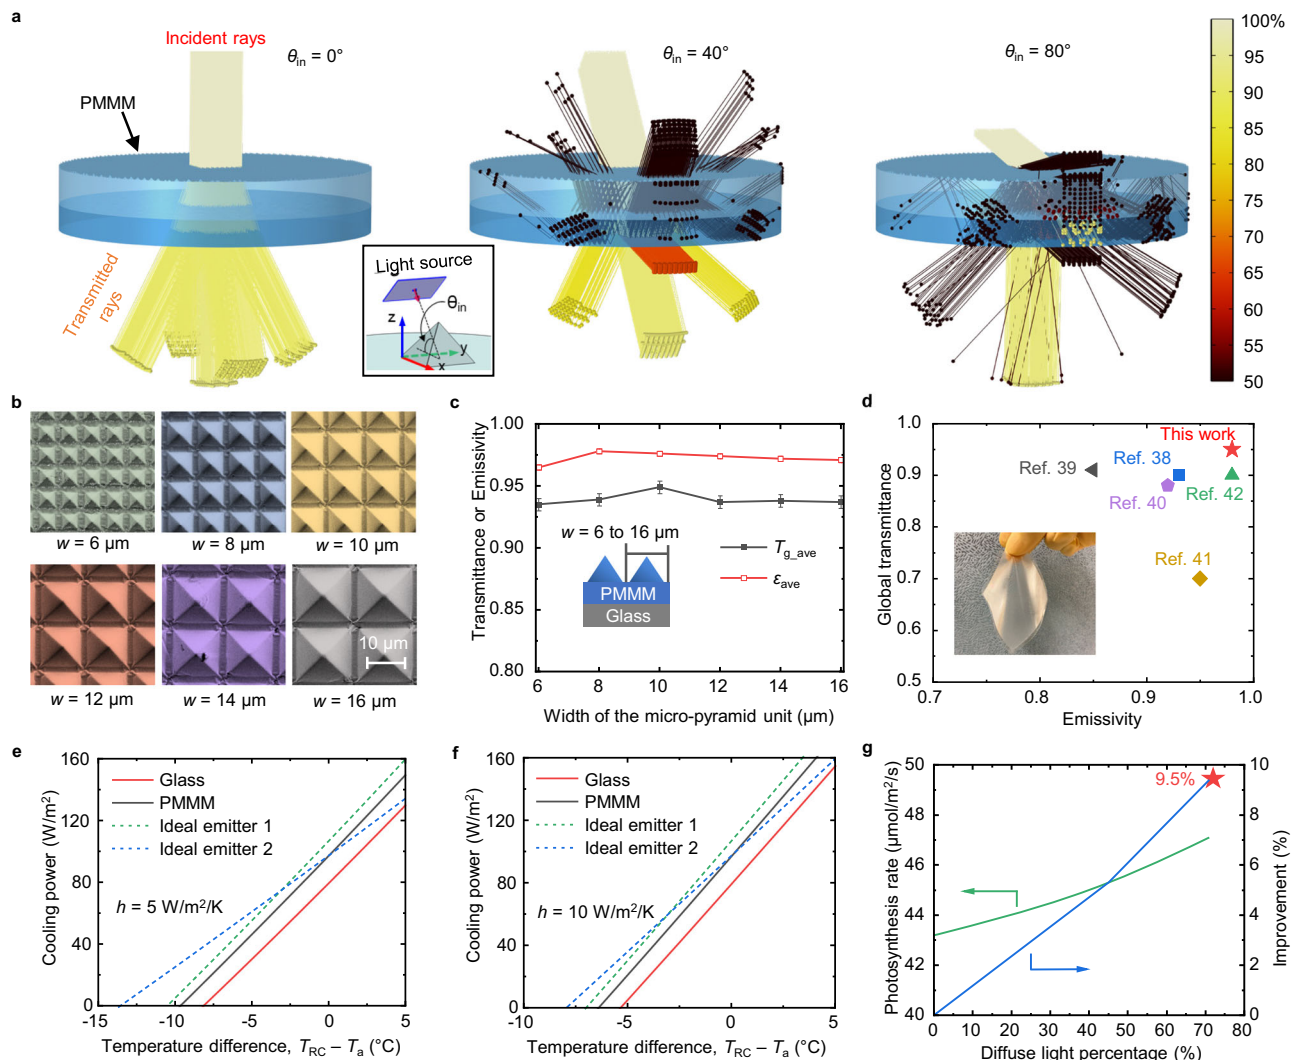 a
Incident rays
θin = 0°
PMMM
Transmitted
rays
Light source
θin
z
y
x
θin = 40°
θin = 80°
100%
95
90
85
80
75
70
65
60
55
50
b
w = 6 µm
w = 8 µm
w = 10 µm
w = 12 µm
w = 14 µm
10 µm
w = 16 µm
c
Transmittance or Emissivity
1.00
0.95
0.90
0.85
0.80
w = 6 to 16 µm
PMMM
Glass
Tg_ave
εave
6
8
10
12
14
16
Width of the micro-pyramid unit (µm)
d
Global transmittance
1.0
0.9
0.8
0.7
0.6
0.5
This work
Ref. 39
Ref. 38
Ref. 40
Ref. 42
Ref. 41
0.7
0.8
0.9
1.0
Emissivity
e
Cooling power (W/m²)
160
120
80
40
0
Glass
PMMM
Ideal emitter 1
Ideal emitter 2
h = 5 W/m²/K
-15
-10
-5
0
5
Temperature difference, TRC – Ta (°C)
f
Cooling power (W/m²)
160
120
80
40
0
Glass
PMMM
Ideal emitter 1
Ideal emitter 2
h = 10 W/m²/K
-10
-5
0
5
Temperature difference, TRC – Ta (°C)
g
Photosynthesis rate (µmol/m²/s)
50
48
46
44
42
40
9.5%
10
8
6
4
2
0
Improvement (%)
0
10
20
30
40
50
60
70
80
Diffuse light percentage (%)